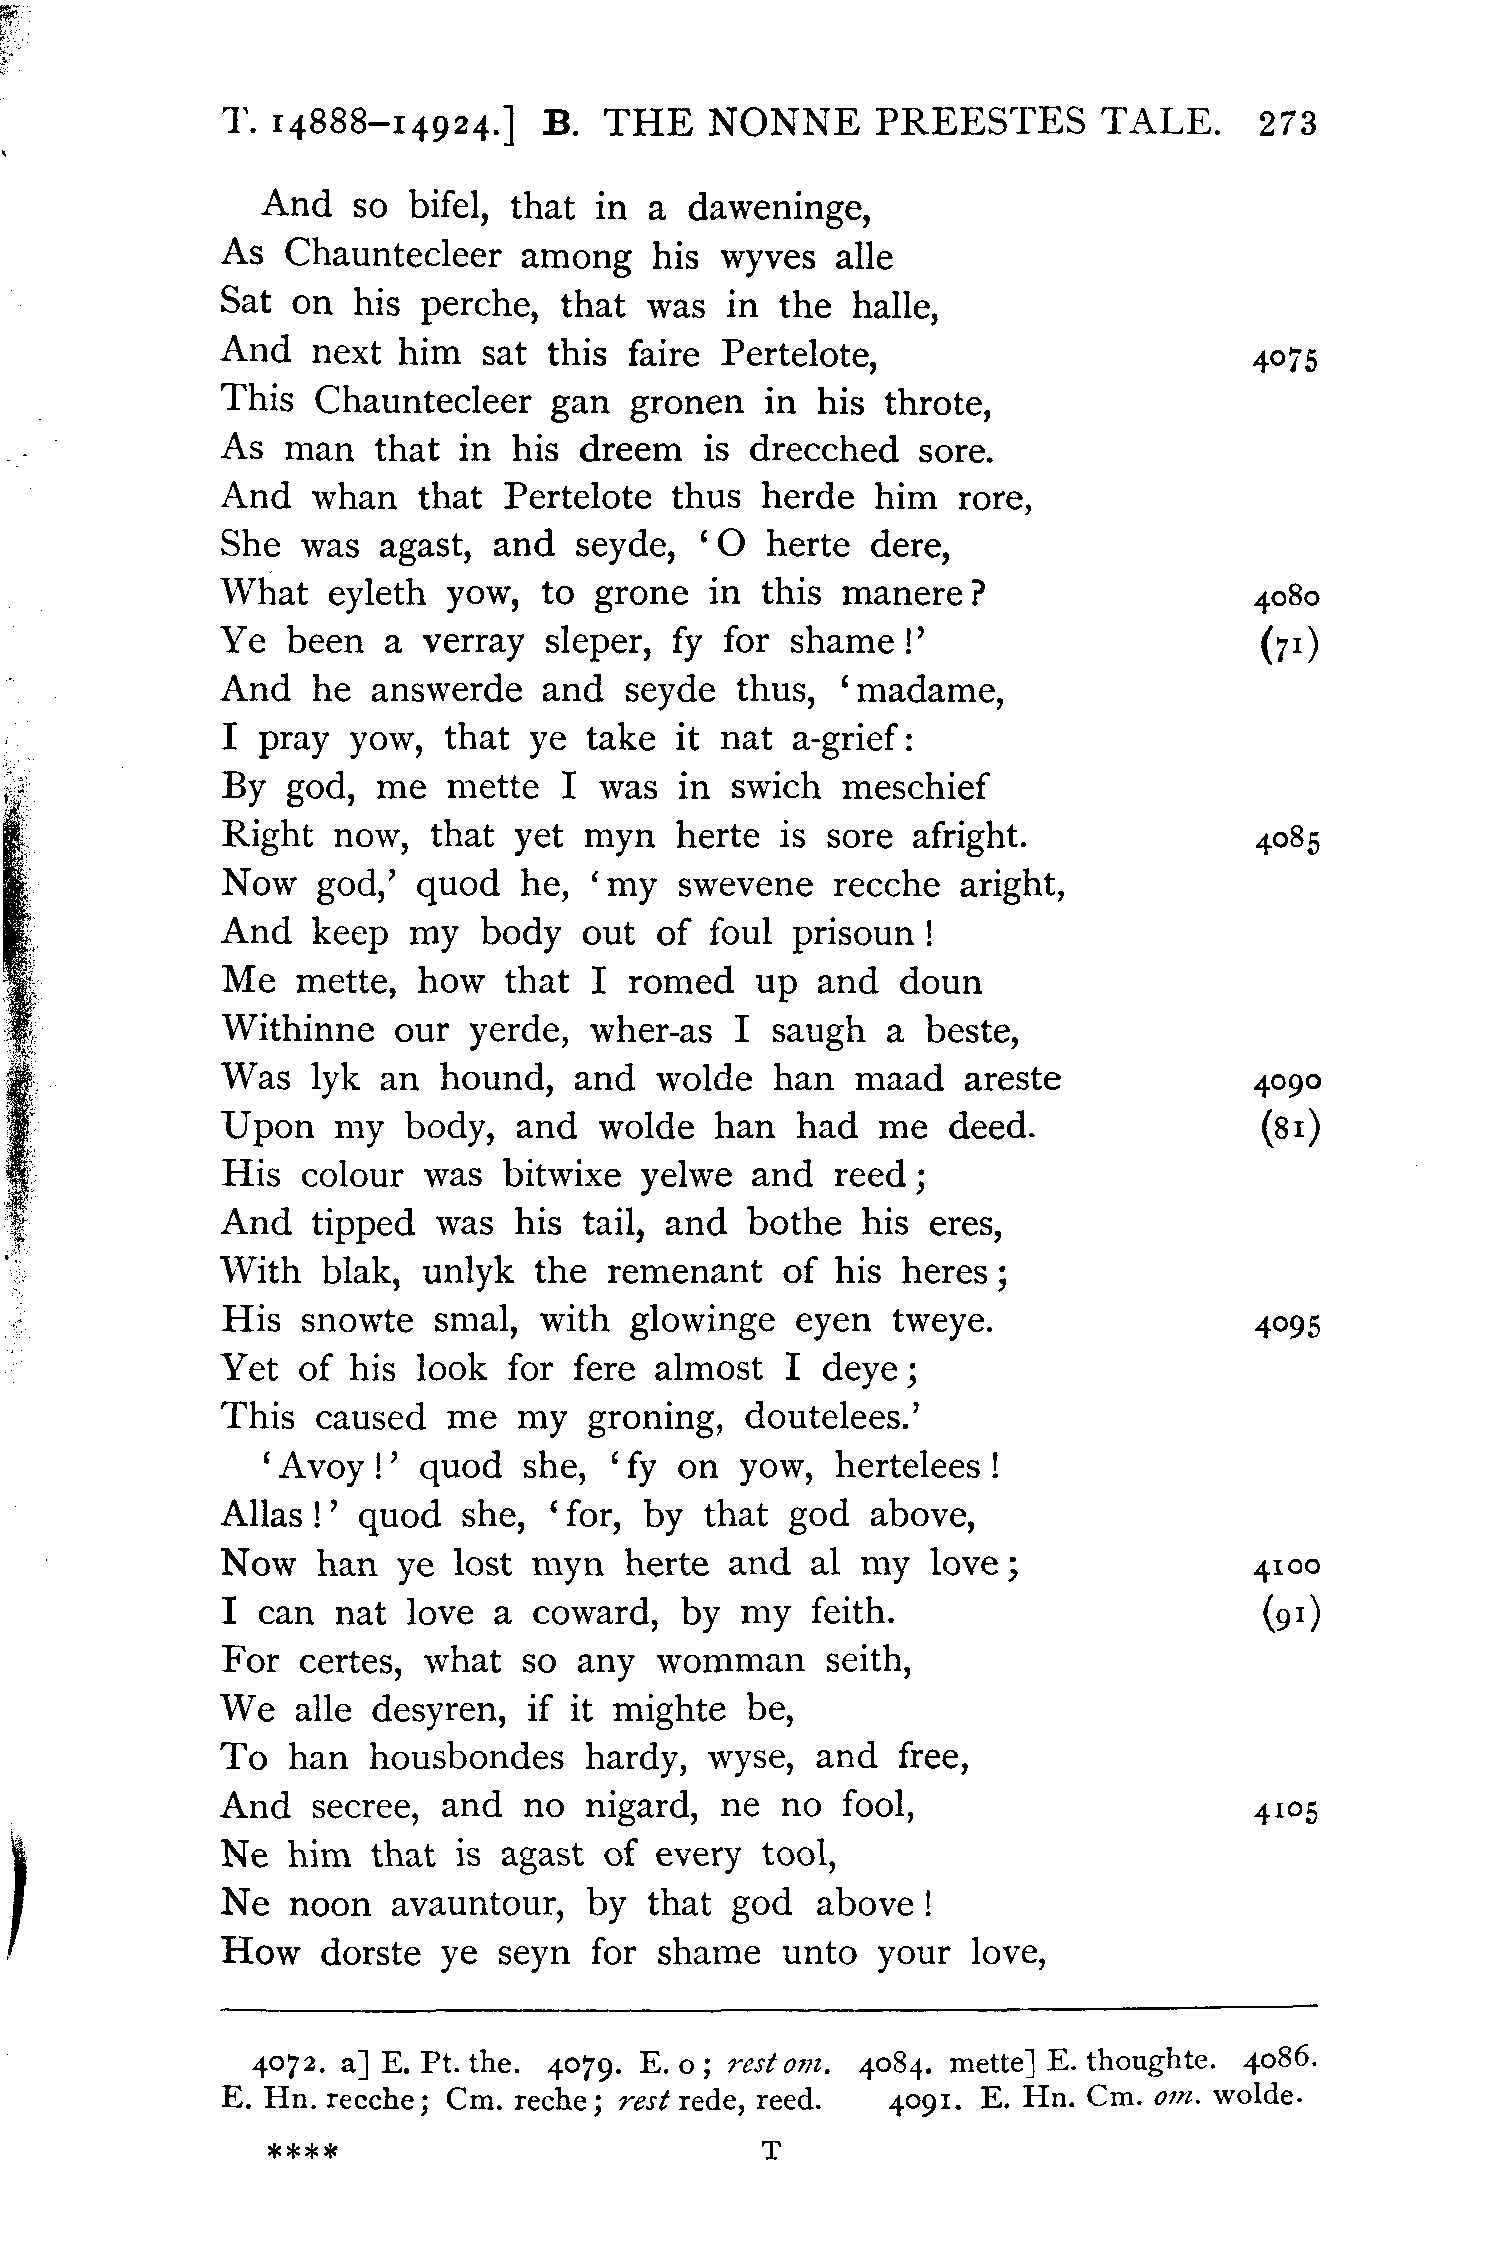 T. 14888–14924.] B. THE NONNE PREESTES TALE. 273
And so bifel, that in a daweninge,
As Chauntecleer among his wyves alle
Sat on his perche, that was in the halle,
And next him sat this faire Pertelote, 4075
This Chauntecleer gan gronen in his throte,
As man that in his dreem is drecched sore.
And whan that Pertelote thus herde him rore,
She was agast, and seyde, ‘O herte dere,
What eyleth yow, to grone in this manere? 4080
Ye been a verray sleper, fy for shame!’ (71)
And he answerde and seyde thus, ‘madame,
I pray yow, that ye take it nat a-grief:
By god, me mette I was in swich meschief
Right now, that yet myn herte is sore afright. 4085
Now god,’ quod he, ‘my swevene recche aright,
And keep my body out of foul prisoun!
Me mette, how that I romed up and doun
Withinne our yerde, wher-as I saugh a beste,
Was lyk an hound, and wolde han maad areste 4090
Upon my body, and wolde han had me deed. (81)
His colour was bitwixe yelwe and reed;
And tipped was his tail, and bothe his eres,
With blak, unlyk the remenant of his heres;
His snowte smal, with glowinge eyen tweye. 4095
Yet of his look for fere almost I deye;
This caused me my groning, doutelees.’
‘Avoy!’ quod she, ‘fy on yow, hertelees!
Allas!’ quod she, ‘for, by that god above,
Now han ye lost myn herte and al my love; 4100
I can nat love a coward, by my feith. (91)
For certes, what so any womman seith,
We alle desyren, if it mighte be,
To han housbondes hardy, wyse, and free,
And secree, and no nigard, ne no fool, 4105
Ne him that is agast of every tool,
Ne noon avauntour, by that god above!
How dorste ye seyn for shame unto your love,
4072. a] E. Pt. the. 4079. E. o; rest om. 4084. mette] E. thoughte. 4086.
E. Hn. recche; Cm. reche; rest rede, reed. 4091. E. Hn. Cm. om. wolde.
**** T